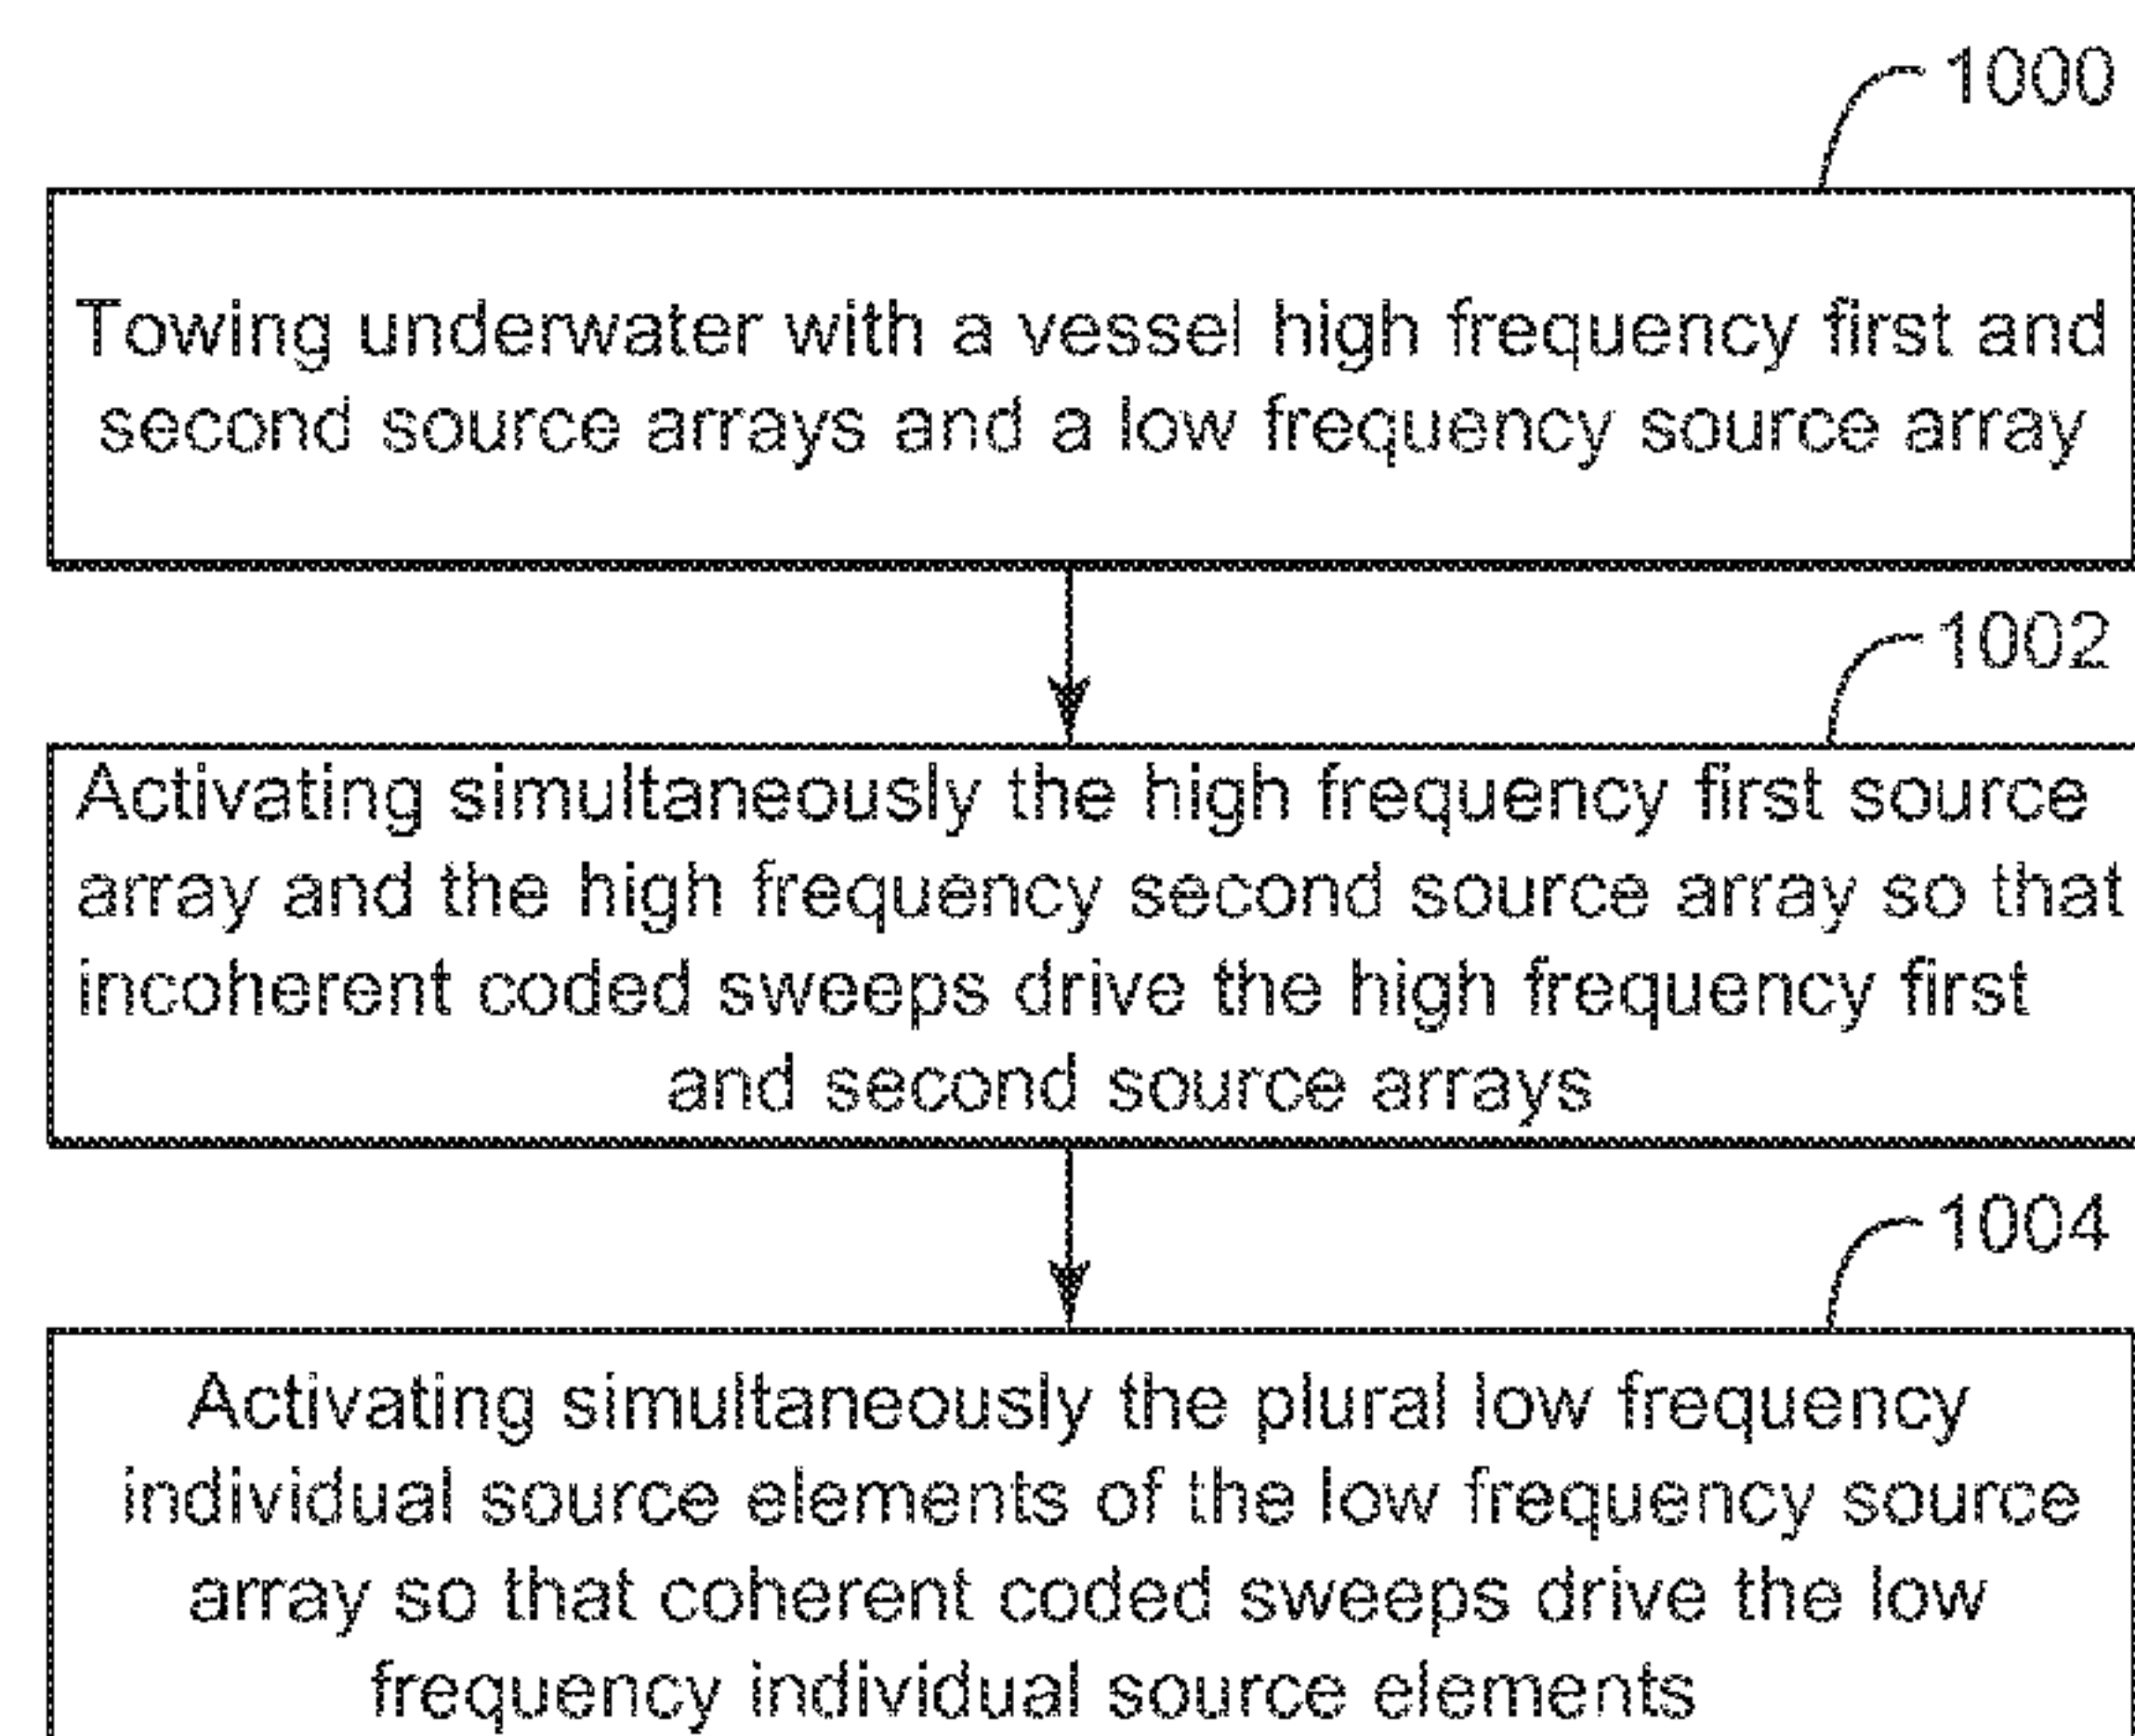 1000
Towing underwater with a vessel high frequency first and
second source arrays and a low frequency source array
1002
Activating simultaneously the high frequency first source
array and the high frequency second source array so that
incoherent coded sweeps drive the high frequency first
and second source arrays
1004
Activating simultaneously the plural low frequency
individual source elements of the low frequency source
array so that coherent coded sweeps drive the low
frequency individual source elements